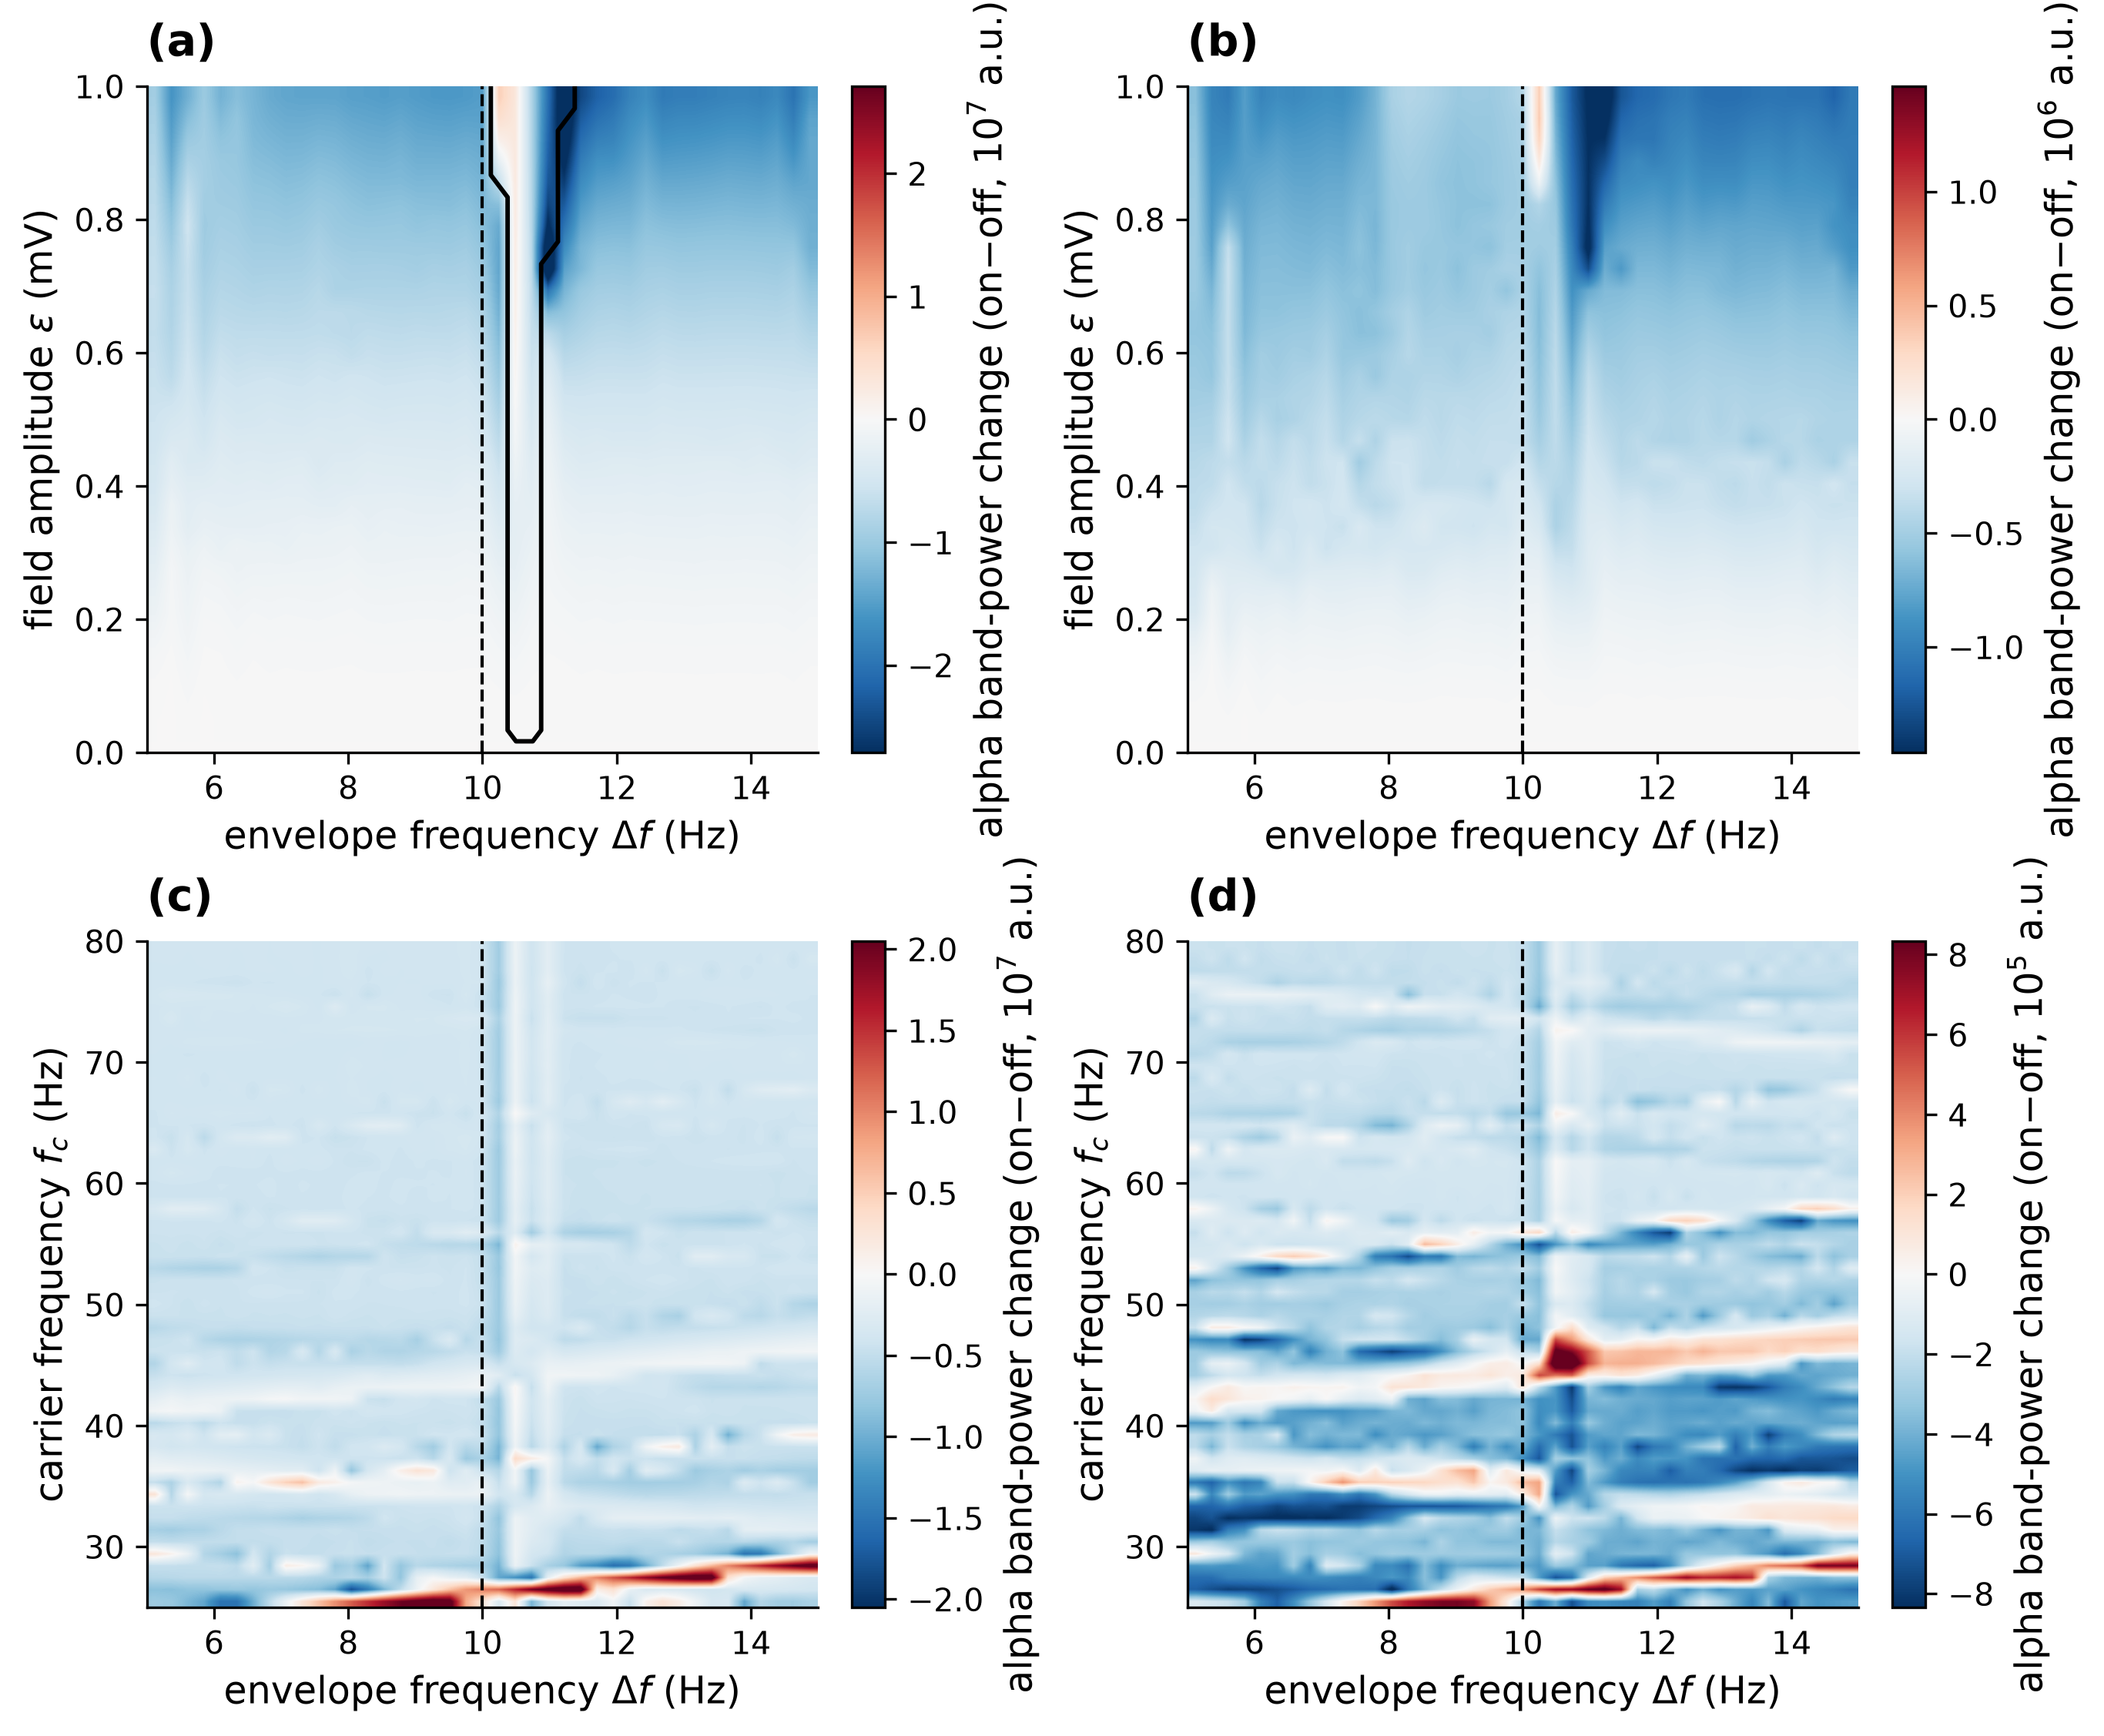 (a)
1.0
0.8
0.6
0.4
0.2
0.0
field amplitude ε (mV)
6 8 10 12 14
envelope frequency Δf (Hz)
2
1
0
−1
−2
alpha band-power change (on−off, 10⁷ a.u.)
(b)
1.0
0.8
0.6
0.4
0.2
0.0
field amplitude ε (mV)
6 8 10 12 14
envelope frequency Δf (Hz)
1.0
0.5
0.0
−0.5
−1.0
alpha band-power change (on−off, 10⁶ a.u.)
(c)
80
70
60
50
40
30
carrier frequency f_c (Hz)
6 8 10 12 14
envelope frequency Δf (Hz)
2.0
1.5
1.0
0.5
0.0
−0.5
−1.0
−1.5
−2.0
alpha band-power change (on−off, 10⁷ a.u.)
(d)
80
70
60
50
40
30
carrier frequency f_c (Hz)
6 8 10 12 14
envelope frequency Δf (Hz)
8
6
4
2
0
−2
−4
−6
−8
alpha band-power change (on−off, 10⁵ a.u.)